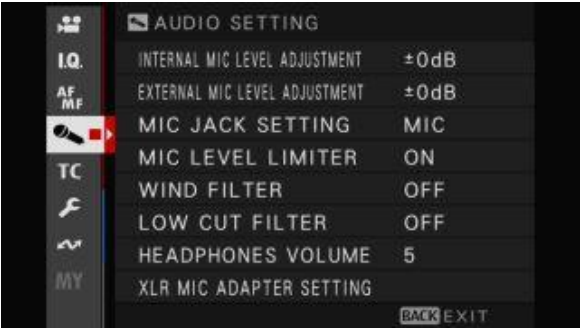 AUDIO SETTING
I.Q.
INTERNAL MIC LEVEL ADJUSTMENT ±0dB
AF MF
EXTERNAL MIC LEVEL ADJUSTMENT ±0dB
MIC JACK SETTING MIC
MIC LEVEL LIMITER ON
TC
WIND FILTER OFF
LOW CUT FILTER OFF
HEADPHONES VOLUME 5
MY
XLR MIC ADAPTER SETTING
BACK EXIT